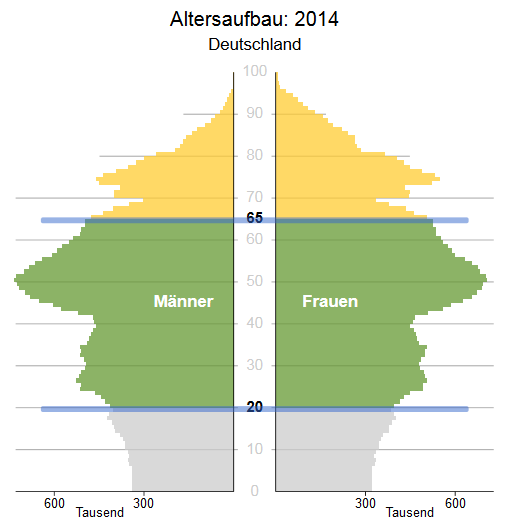 Altersaufbau: 2014
Deutschland
100
90
80
70
65
60
50
Männer
Frauen
40
30
20
10
0
600 300 300 600
Tausend Tausend